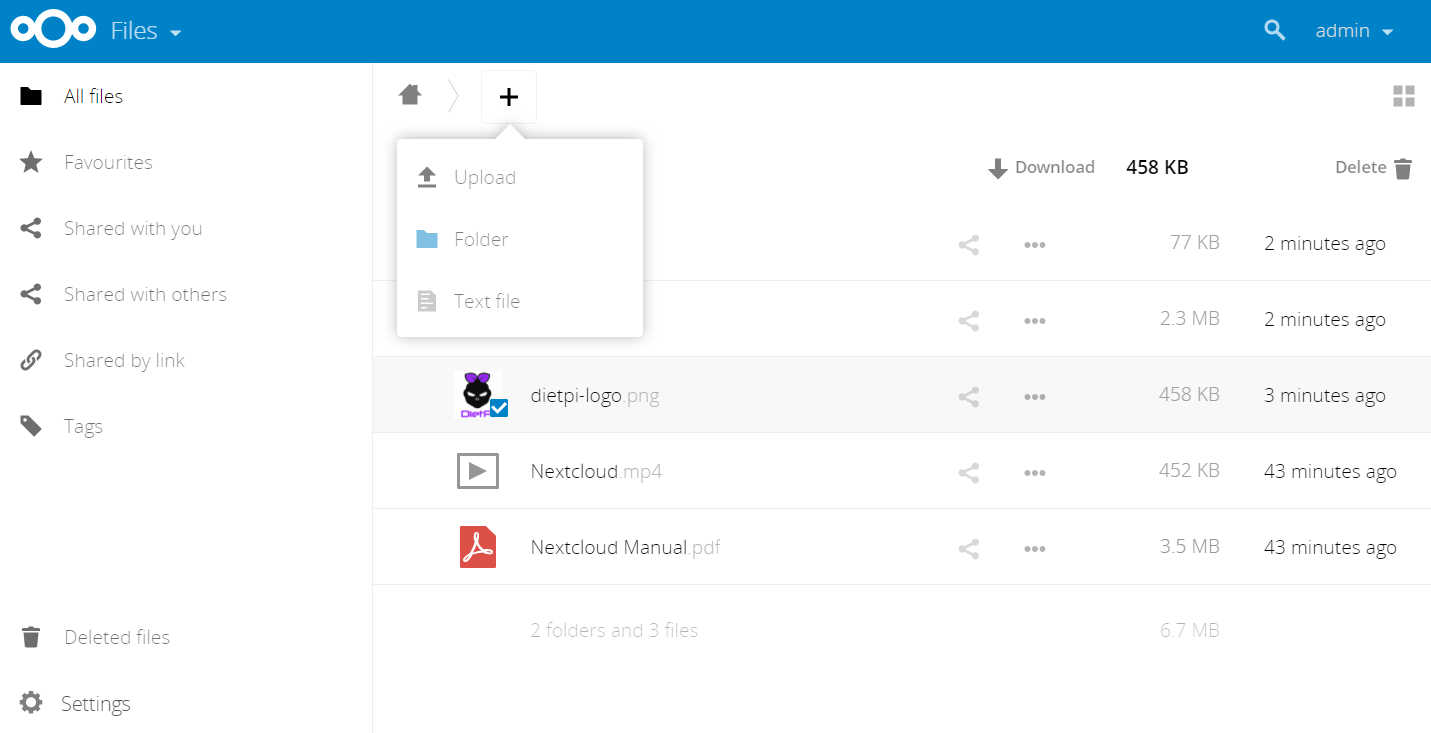 Files
admin
All files
Favourites
Shared with you
Shared with others
Shared by link
Tags
Deleted files
Settings
Upload
Folder
Text file
Download 458 KB Delete
77 KB 2 minutes ago
2.3 MB 2 minutes ago
dietpi-logo.png 458 KB 3 minutes ago
Nextcloud.mp4 452 KB 43 minutes ago
Nextcloud Manual.pdf 3.5 MB 43 minutes ago
2 folders and 3 files 6.7 MB